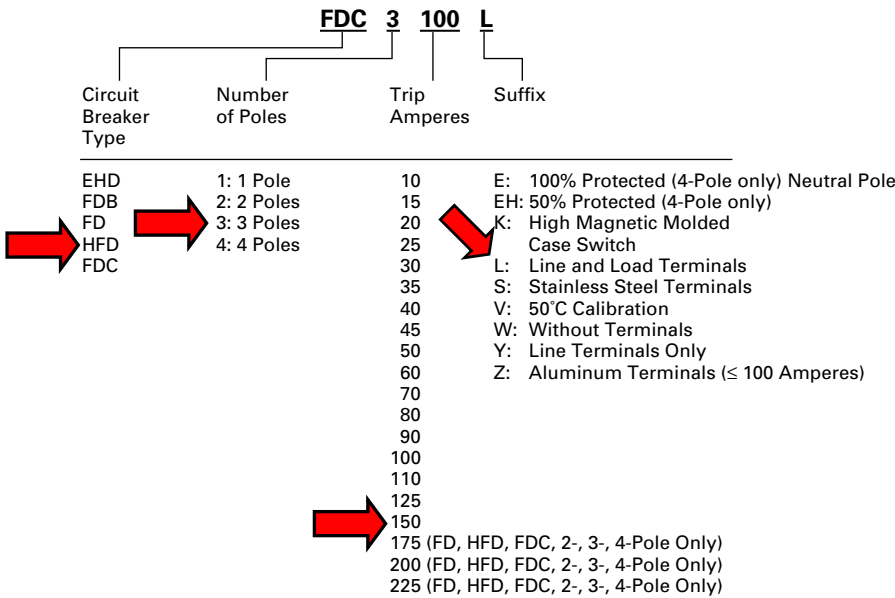 FDC 3 100 L
Circuit Breaker Type
Number of Poles
Trip Amperes
Suffix
EHD
FDB
FD
HFD
FDC
1: 1 Pole
2: 2 Poles
3: 3 Poles
4: 4 Poles
10
15
20
25
30
35
40
45
50
60
70
80
90
100
110
125
150
175 (FD, HFD, FDC, 2-, 3-, 4-Pole Only)
200 (FD, HFD, FDC, 2-, 3-, 4-Pole Only)
225 (FD, HFD, FDC, 2-, 3-, 4-Pole Only)
E: 100% Protected (4-Pole only) Neutral Pole
EH: 50% Protected (4-Pole only)
K: High Magnetic Molded
Case Switch
L: Line and Load Terminals
S: Stainless Steel Terminals
V: 50°C Calibration
W: Without Terminals
Y: Line Terminals Only
Z: Aluminum Terminals (≤ 100 Amperes)